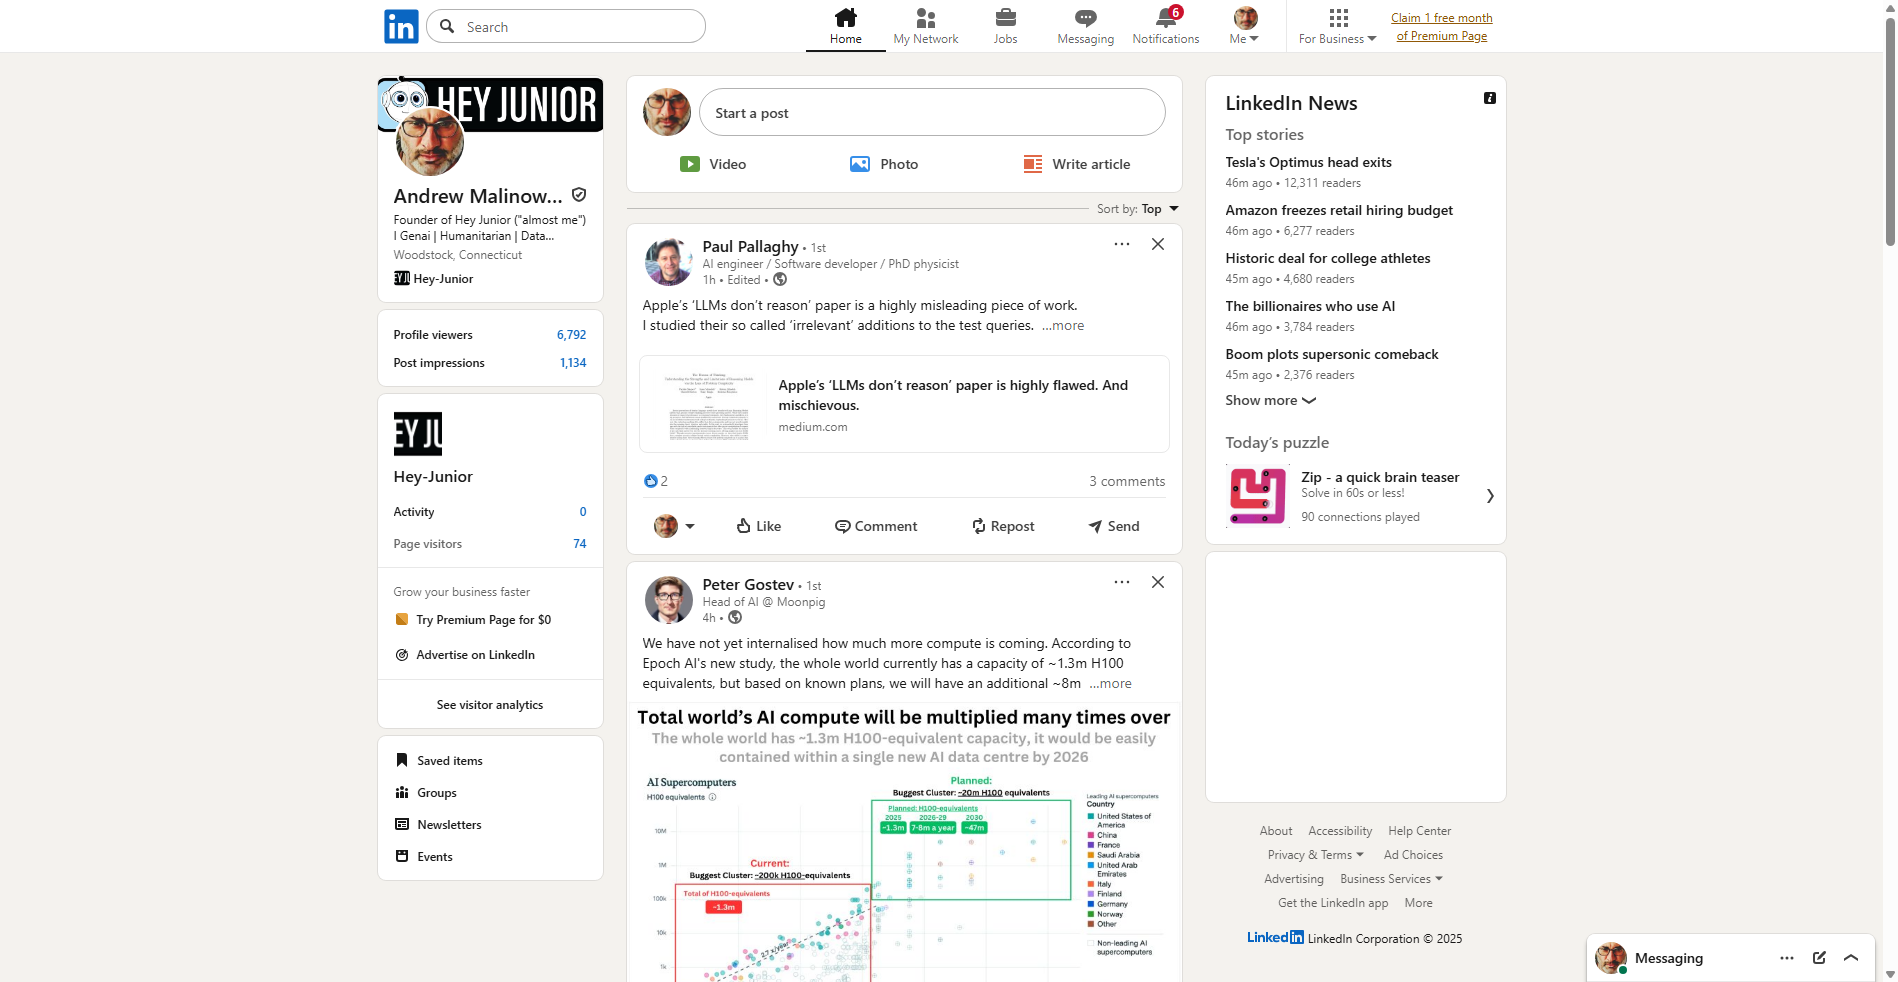 in
Search
Home
My Network
Jobs
Messaging
6
Notifications
Me
For Business
Claim 1 free month
of Premium Page
HEY JUNIOR
Andrew Malinow...
Founder of Hey Junior ("almost me")
I Genai | Humanitarian | Data...
Woodstock, Connecticut
Hey-Junior
Profile viewers 6,792
Post impressions 1,134
EY JU
Hey-Junior
Activity 0
Page visitors 74
Grow your business faster
Try Premium Page for $0
Advertise on LinkedIn
See visitor analytics
Saved items
Groups
Newsletters
Events
Start a post
Video
Photo
Write article
Sort by: Top
Paul Pallaghy • 1st
AI engineer / Software developer / PhD physicist
1h • Edited •
Apple’s ‘LLMs don’t reason’ paper is a highly misleading piece of work.
I studied their so called ‘irrelevant’ additions to the test queries. ...more
Apple’s ‘LLMs don’t reason’ paper is highly flawed. And
mischievous.
medium.com
2
3 comments
Like
Comment
Repost
Send
Peter Gostev • 1st
Head of AI @ Moonpig
4h •
We have not yet internalised how much more compute is coming. According to
Epoch AI's new study, the whole world currently has a capacity of ~1.3m H100
equivalents, but based on known plans, we will have an additional ~8m ...more
Total world’s AI compute will be multiplied many times over
The whole world has ~1.3m H100-equivalent capacity, it would be easily
contained within a single new AI data centre by 2026
AI Supercomputers
H100 equivalents
Planned:
Buggest Cluster: ~20m H100 equivalents
Planned: H100-equivalents
2025 2026-29 2030
~1.3m 7-8m a year ~47m
10M
1M
100k
10k
1k
Current:
Buggest Cluster: ~200k H100-equivalents
Total of H100-equivalents
~1.3m
Leading AI supercomputers
Country
United States of
America
China
France
Saudi Arabia
United Arab
Emirates
Italy
Finland
Germany
Norway
Other
Non-leading AI
supercomputers
LinkedIn News
Top stories
Tesla's Optimus head exits
46m ago • 12,311 readers
Amazon freezes retail hiring budget
46m ago • 6,277 readers
Historic deal for college athletes
45m ago • 4,680 readers
The billionaires who use AI
46m ago • 3,784 readers
Boom plots supersonic comeback
45m ago • 2,376 readers
Show more
Today’s puzzle
Zip - a quick brain teaser
Solve in 60s or less!
90 connections played
About Accessibility Help Center
Privacy & Terms Ad Choices
Advertising Business Services
Get the LinkedIn app More
LinkedIn LinkedIn Corporation © 2025
Messaging